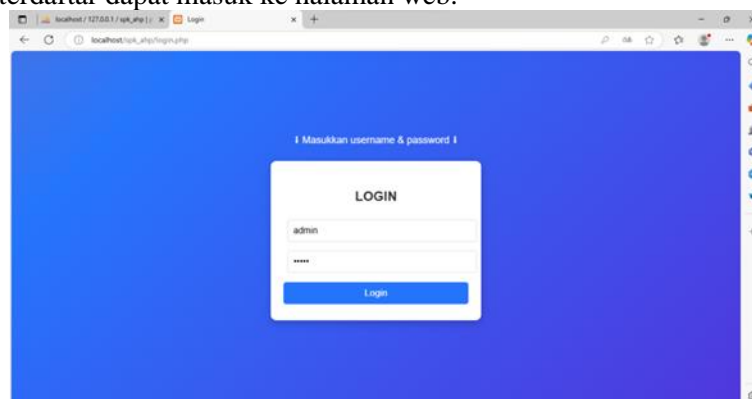 terdaftar dapat masuk ke halaman web.
localhost / 127.0.0.1 / spk_ahp |
Login
localhost/spk_ahp/login.php
Masukkan username & password
LOGIN
admin
•••••
Login